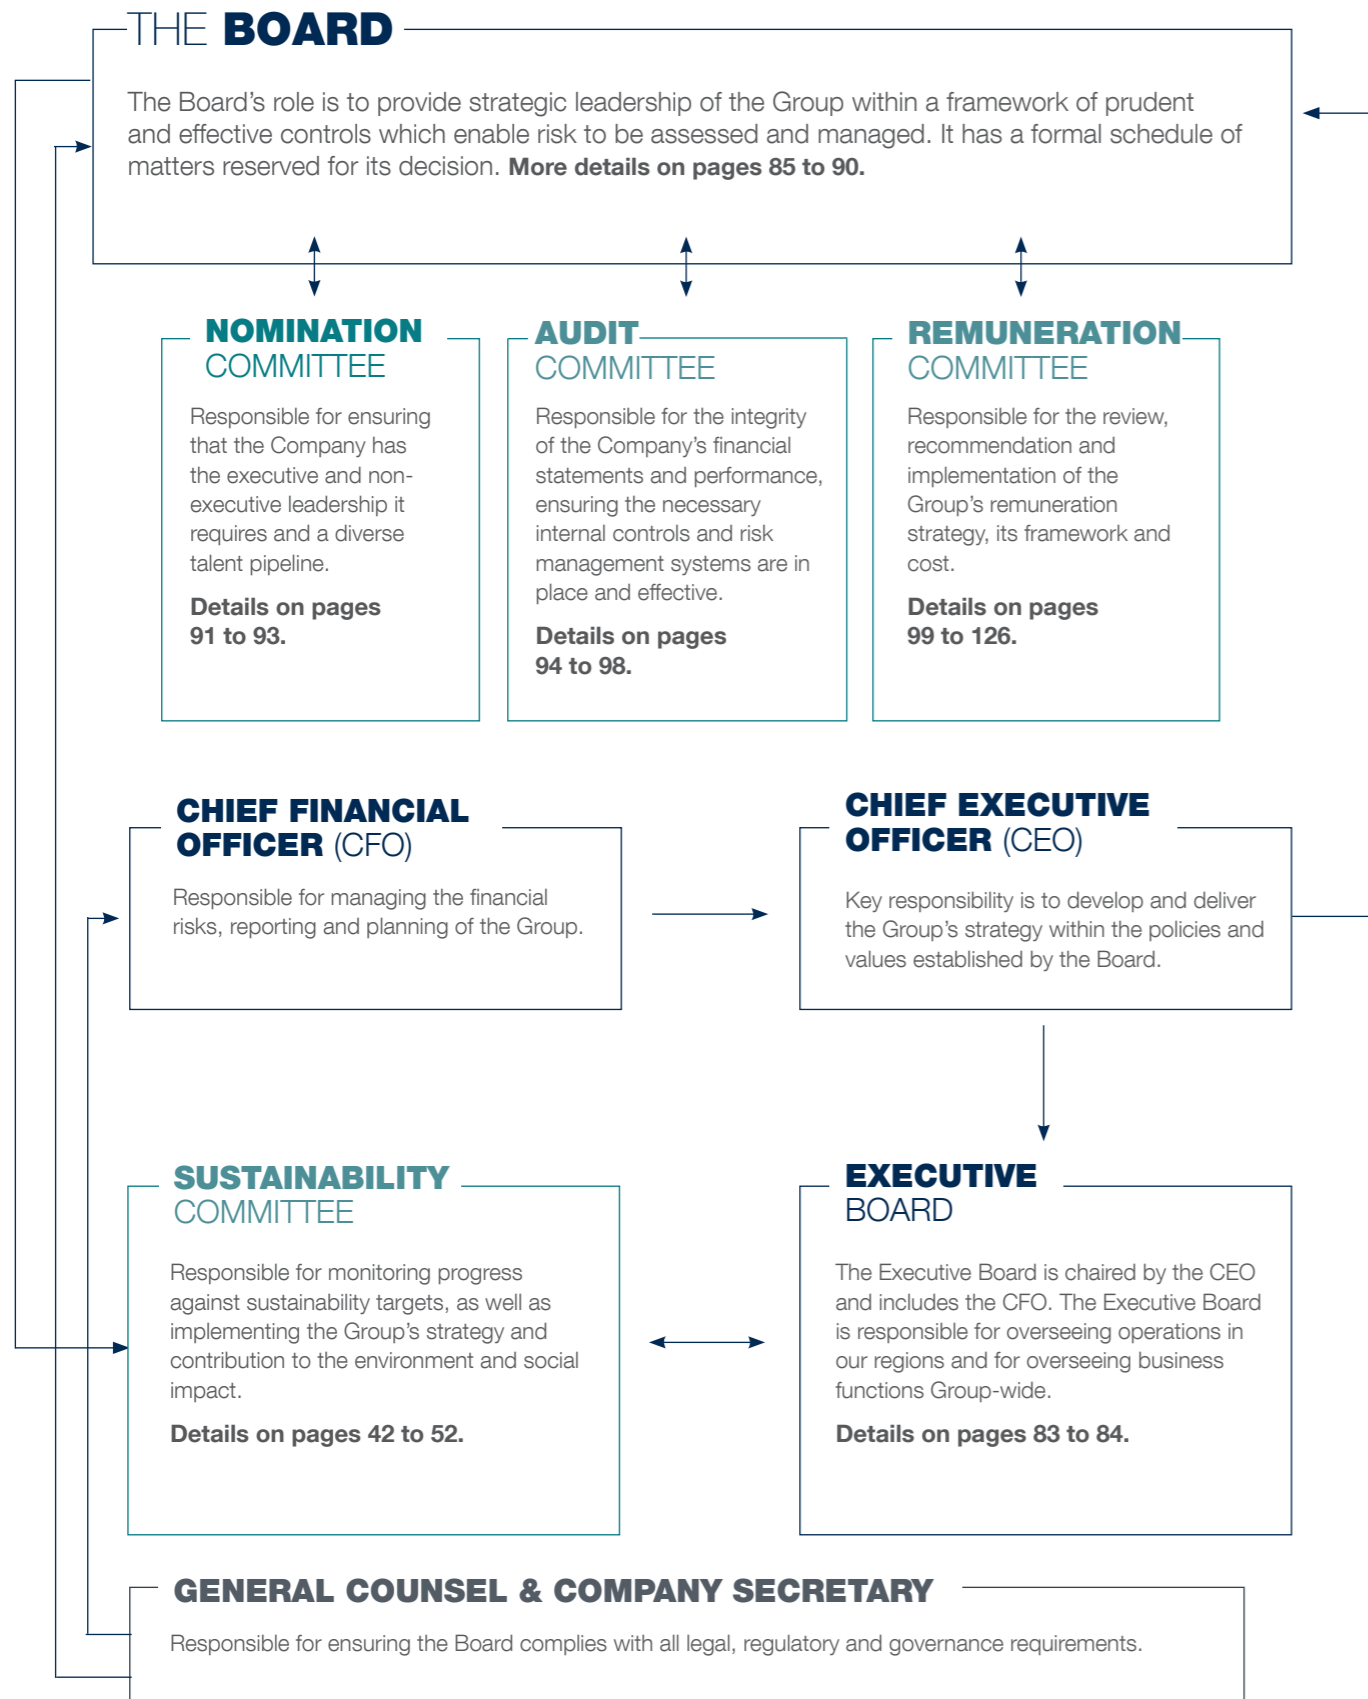 THE BOARD
The Board's role is to provide strategic leadership of the Group within a framework of prudent
and effective controls which enable risk to be assessed and managed. It has a formal schedule of
matters reserved for its decision. More details on pages 85 to 90.
NOMINATION
COMMITTEE
Responsible for ensuring
that the Company has
the executive and non-
executive leadership it
requires and a diverse
talent pipeline.
Details on pages
91 to 93.
AUDIT
COMMITTEE
Responsible for the integrity
of the Company's financial
statements and performance,
ensuring the necessary
internal controls and risk
management systems are in
place and effective.
Details on pages
94 to 98.
REMUNERATION
COMMITTEE
Responsible for the review,
recommendation and
implementation of the
Group's remuneration
strategy, its framework and
cost.
Details on pages
99 to 126.
CHIEF FINANCIAL
OFFICER (CFO)
Responsible for managing the financial
risks, reporting and planning of the Group.
CHIEF EXECUTIVE
OFFICER (CEO)
Key responsibility is to develop and deliver
the Group's strategy within the policies and
values established by the Board.
SUSTAINABILITY
COMMITTEE
Responsible for monitoring progress
against sustainability targets, as well as
implementing the Group's strategy and
contribution to the environment and social
impact.
Details on pages 42 to 52.
EXECUTIVE
BOARD
The Executive Board is chaired by the CEO
and includes the CFO. The Executive Board
is responsible for overseeing operations in
our regions and for overseeing business
functions Group-wide.
Details on pages 83 to 84.
GENERAL COUNSEL & COMPANY SECRETARY
Responsible for ensuring the Board complies with all legal, regulatory and governance requirements.